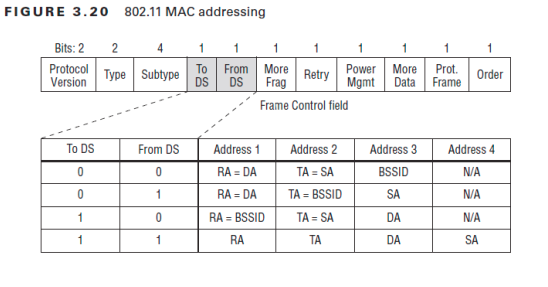 FIGURE 3.20 802.11 MAC addressing
Bits: 2 2 4 1 1 1 1 1 1 1 1
Protocol Version Type Subtype To DS From DS More Frag Retry Power Mgmt More Data Prot. Frame Order
Frame Control field
To DS From DS Address 1 Address 2 Address 3 Address 4
0 0 RA = DA TA = SA BSSID N/A
0 1 RA = DA TA = BSSID SA N/A
1 0 RA = BSSID TA = SA DA N/A
1 1 RA TA DA SA